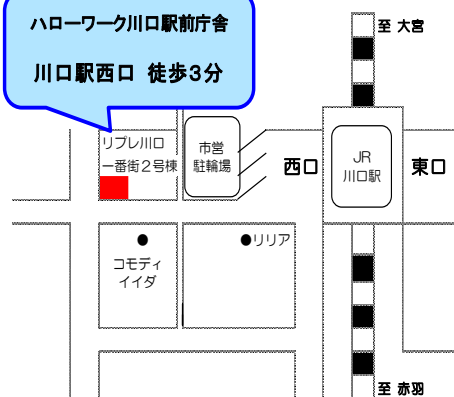 ハローワーク川口駅前庁舎
川口駅西口 徒歩3分
至 大宮
リプレ川口
一番街2号棟
市営
駐輪場
西口
JR
川口駅
東口
●リリア
コモディ
イイダ
至 赤羽